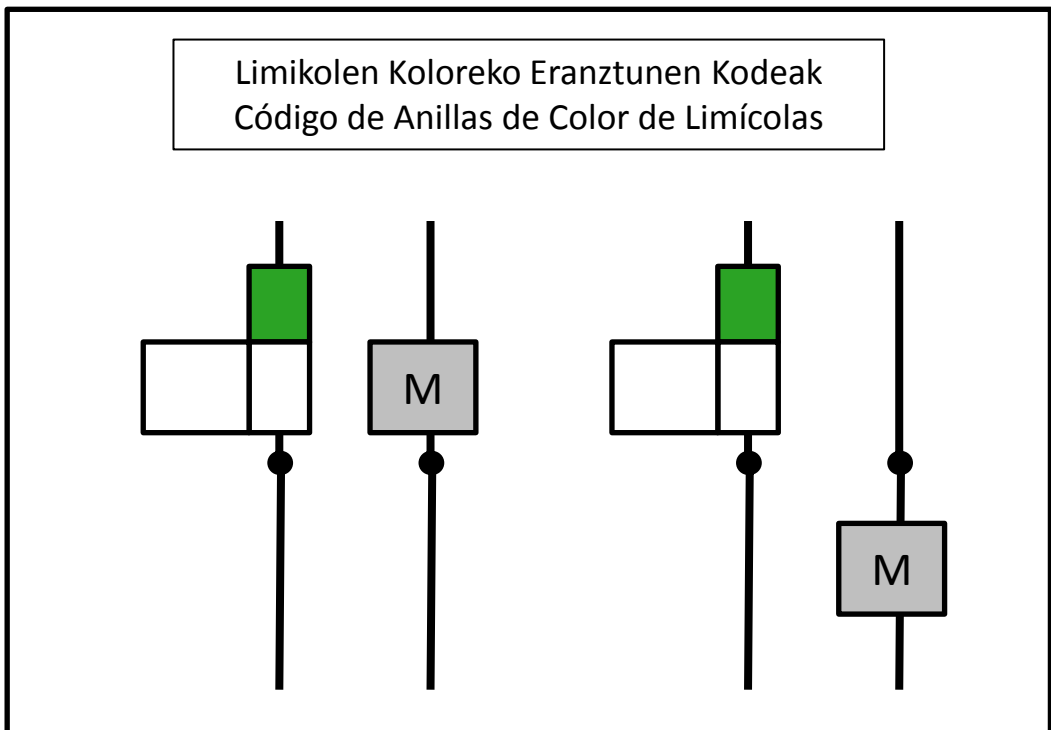 Limikolen Koloreko Eranztunen Kodeak
Código de Anillas de Color de Limícolas
M
M